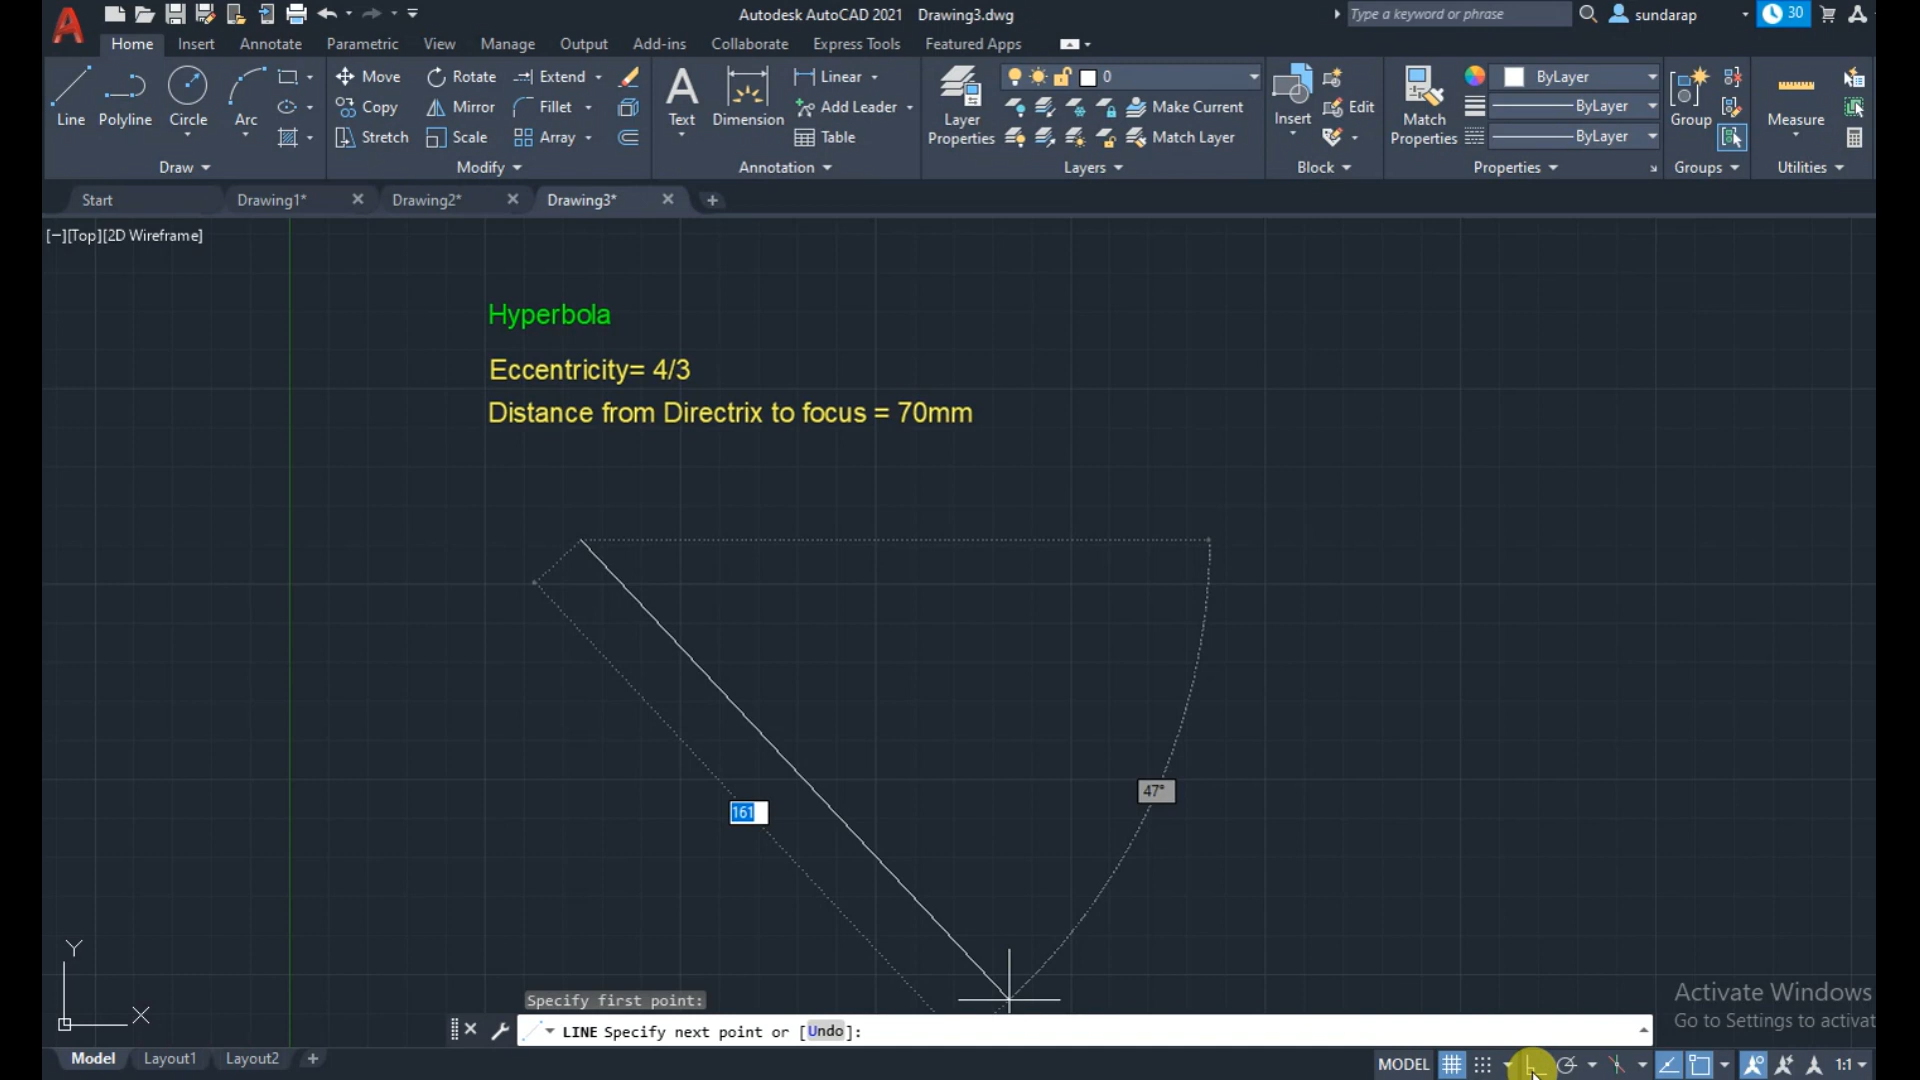 Autodesk AutoCAD 2021 Drawing3.dwg
Type a keyword or phrase
sundarap
30
Home Insert Annotate Parametric View Manage Output Add-ins Collaborate Express Tools Featured Apps
Line Polyline Circle Arc
Move Rotate Extend
Copy Mirror Fillet
Stretch Scale Array
Text Dimension
Linear
Add Leader
Table
Layer Properties
0
Make Current
Match Layer
Insert
Edit
Match Properties
ByLayer
ByLayer
ByLayer
Group
Measure
Draw Modify Annotation Layers Block Properties Groups Utilities
Start Drawing1* Drawing2* Drawing3*
[−][Top][2D Wireframe]
Hyperbola
Eccentricity= 4/3
Distance from Directrix to focus = 70mm
47°
161
Y
X
Specify first point:
LINE Specify next point or [Undo]:
Activate Windows
Go to Settings to activat
Model Layout1 Layout2 +
MODEL
1:1